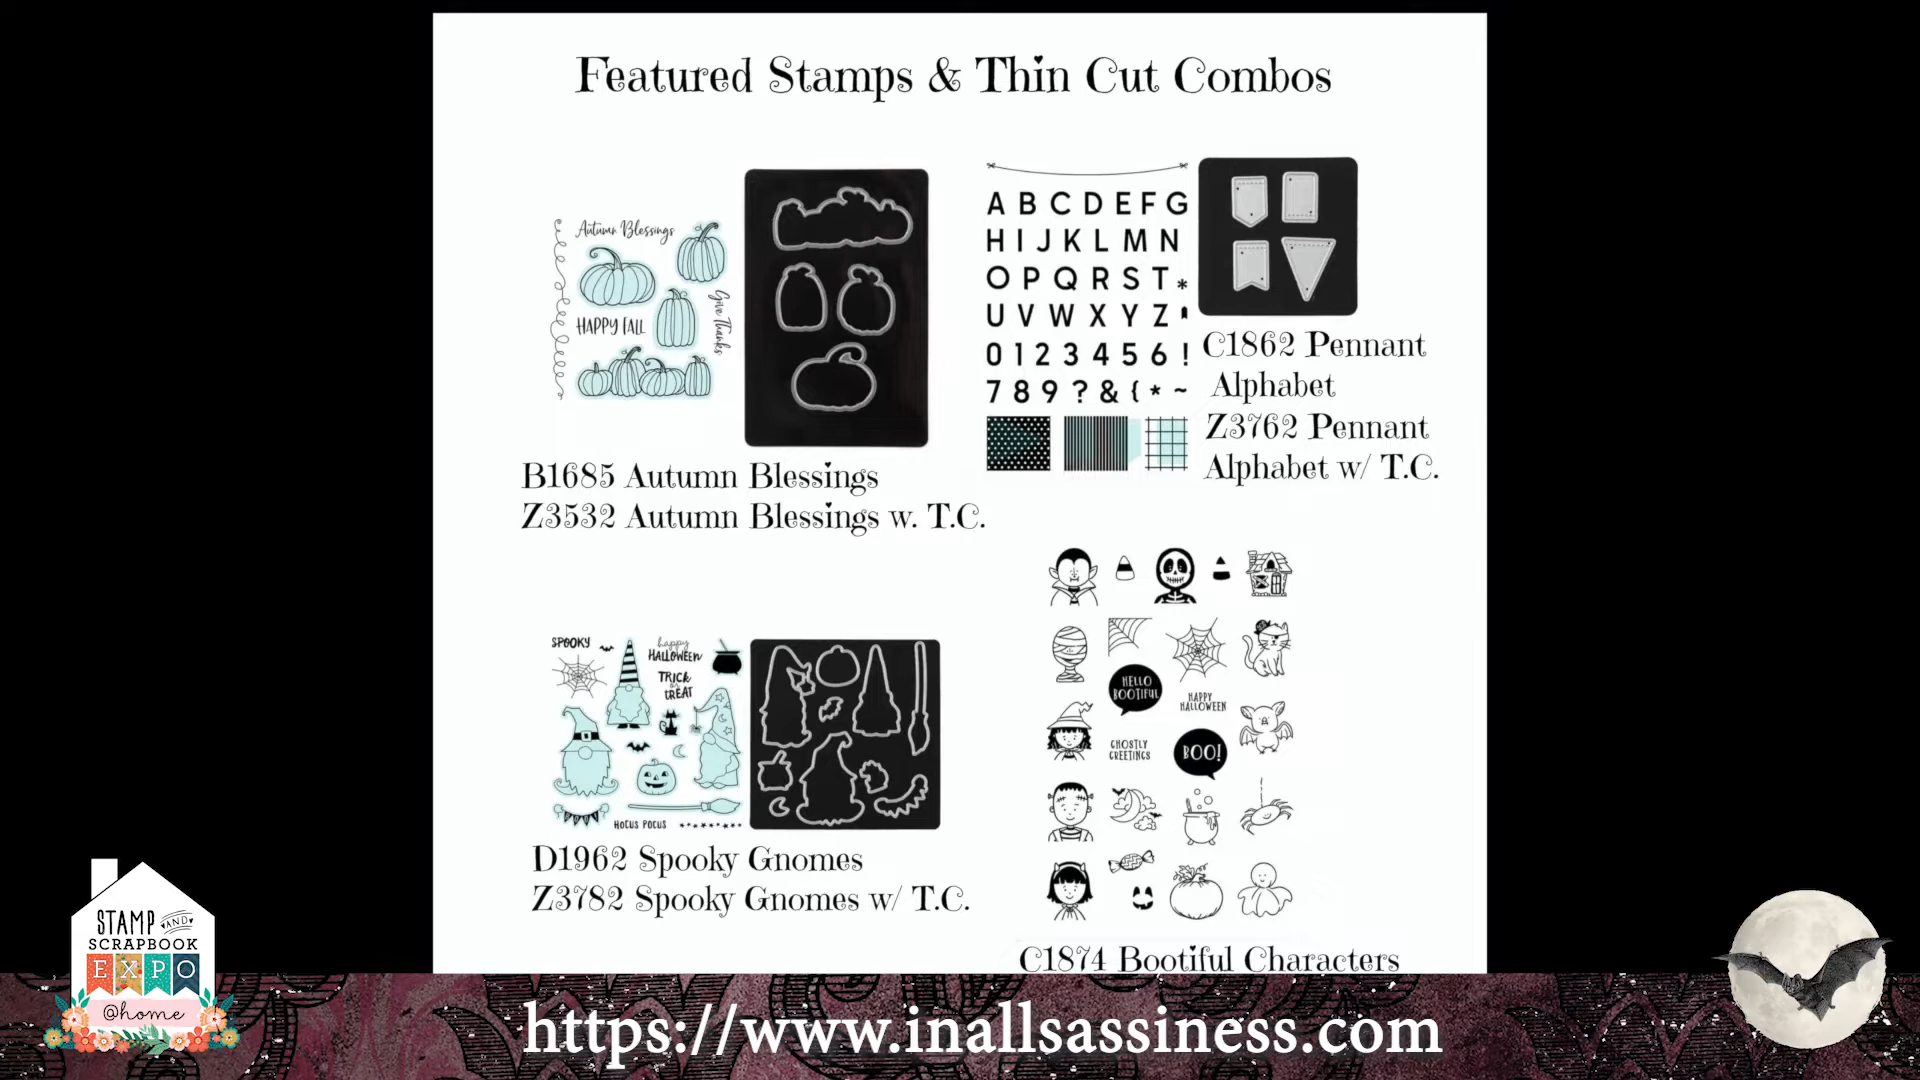 Featured Stamps & Thin Cut Combos
Autumn Blessings
Give Thanks
HAPPY FALL
B1685 Autumn Blessings
Z3532 Autumn Blessings w. T.C.
A B C D E F G
H I J K L M N
O P Q R S T *
U V W X Y Z
0 1 2 3 4 5 6 !
7 8 9 ? & { * ~
C1862 Pennant
Alphabet
Z3762 Pennant
Alphabet w/ T.C.
SPOOKY
happy
HALLOWEEN
TRICK
or
TREAT
HOCUS POCUS
D1962 Spooky Gnomes
Z3782 Spooky Gnomes w/ T.C.
HELLO
BOOTIFUL
HAPPY
HALLOWEEN
GHOSTLY
GREETINGS
BOO!
C1874 Bootiful Characters
STAMP AND
SCRAPBOOK
EXPO
@home
https://www.inallsassiness.com